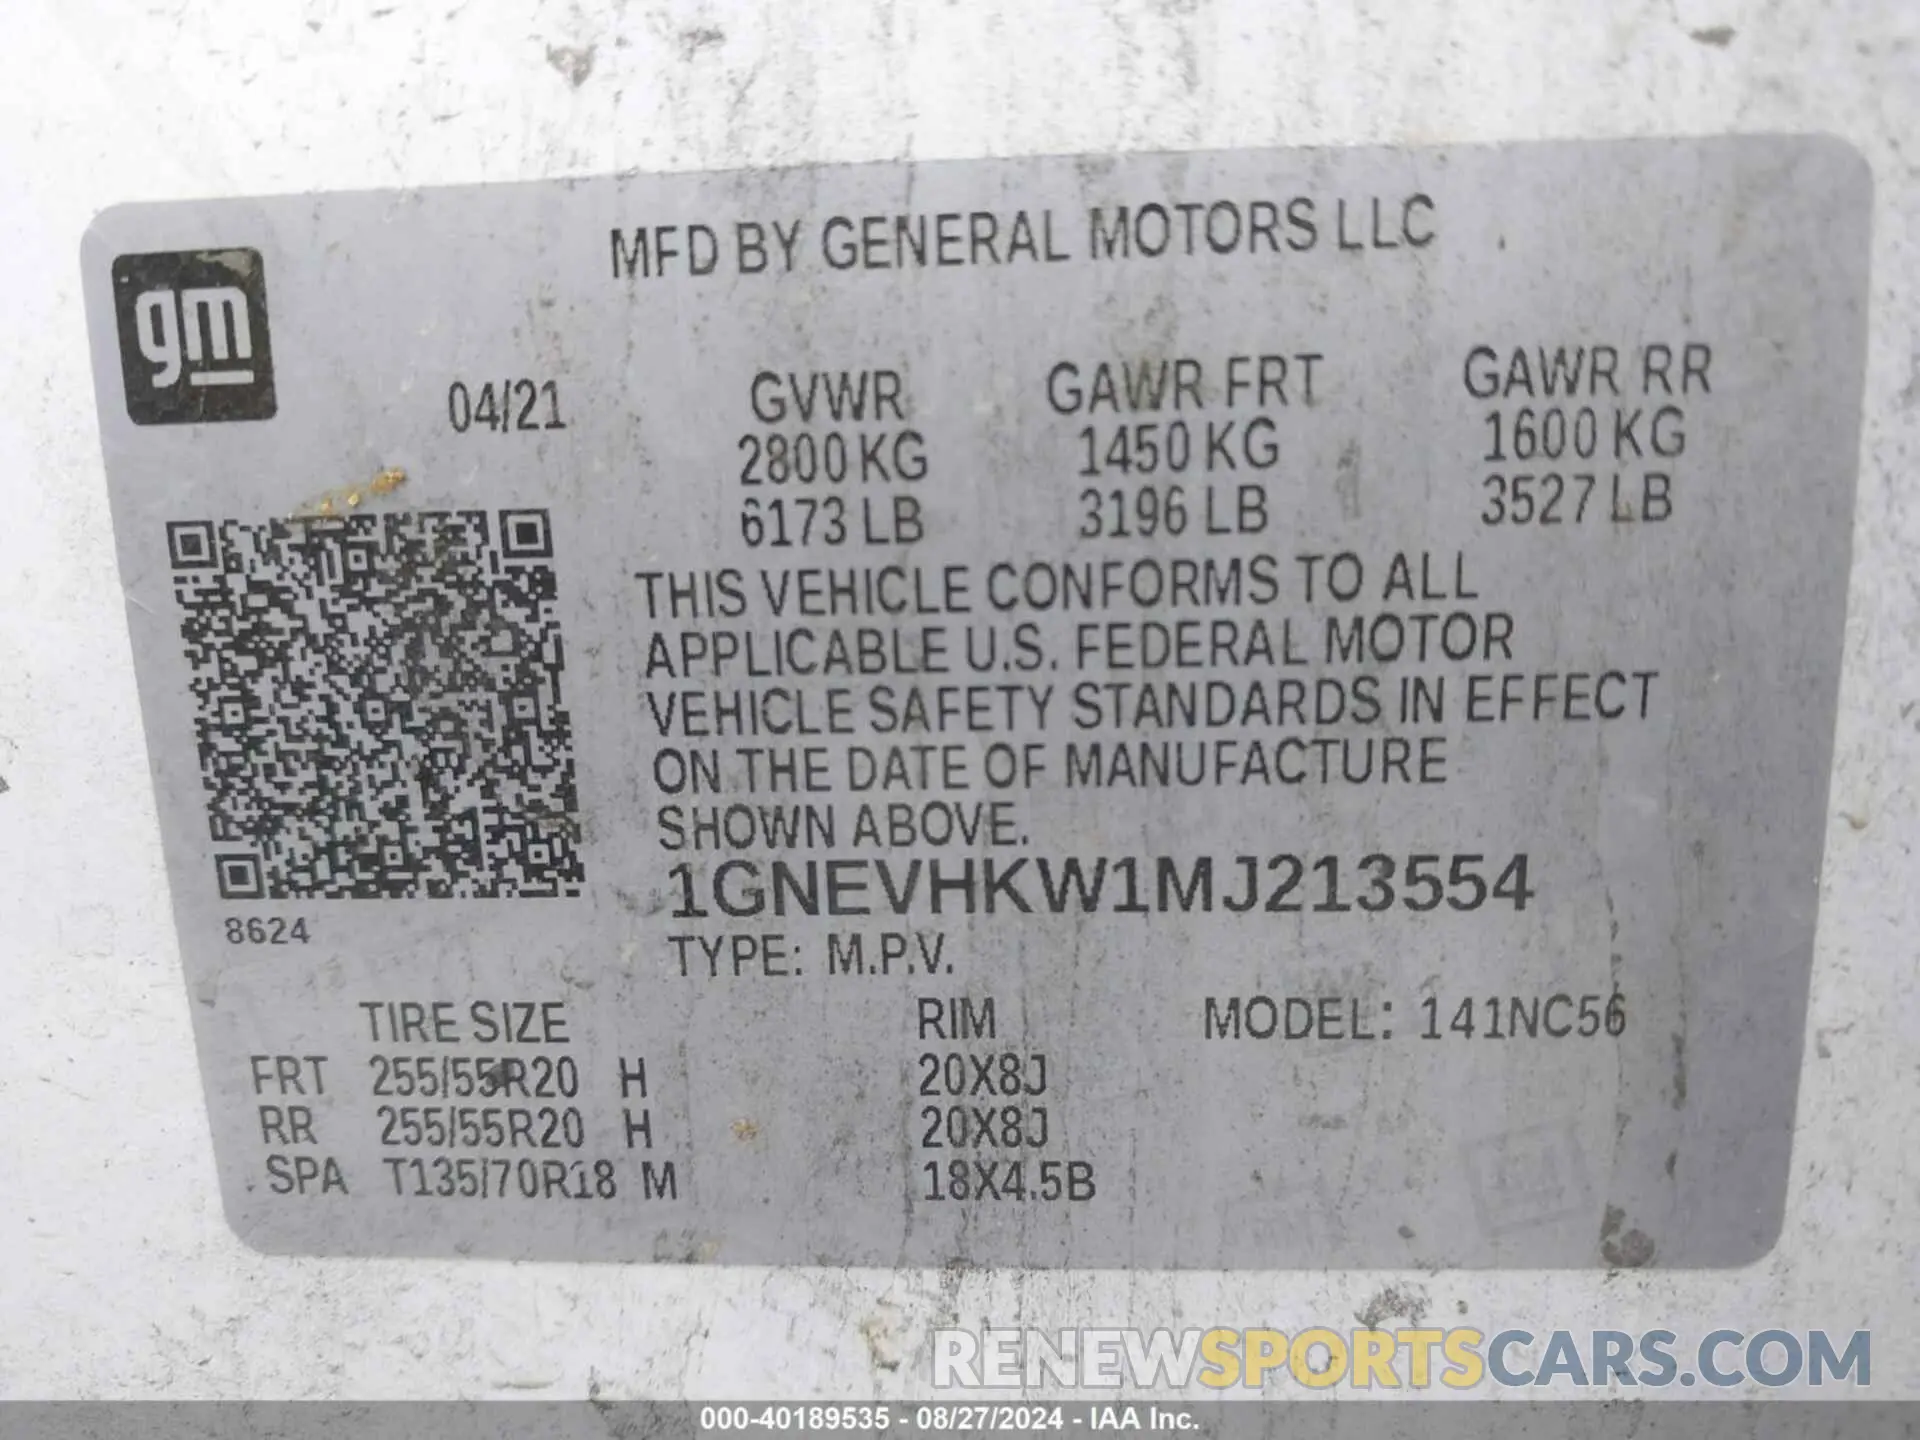 MFD BY GENERAL MOTORS LLC
gm
04/21
GVWR GAWR FRT GAWR RR
2800 KG 1450 KG 1600 KG
6173 LB 3196 LB 3527 LB
THIS VEHICLE CONFORMS TO ALL
APPLICABLE U.S. FEDERAL MOTOR
VEHICLE SAFETY STANDARDS IN EFFECT
ON THE DATE OF MANUFACTURE
SHOWN ABOVE.
1GNEVHKW1MJ213554
8624
TYPE: M.P.V.
TIRE SIZE RIM MODEL: 141NC56
FRT 255/55R20 H 20X8J
RR 255/55R20 H 20X8J
SPA T135/70R18 M 18X4.5B
RENEWSPORTSCARS.COM
000-40189535 - 08/27/2024 - IAA Inc.